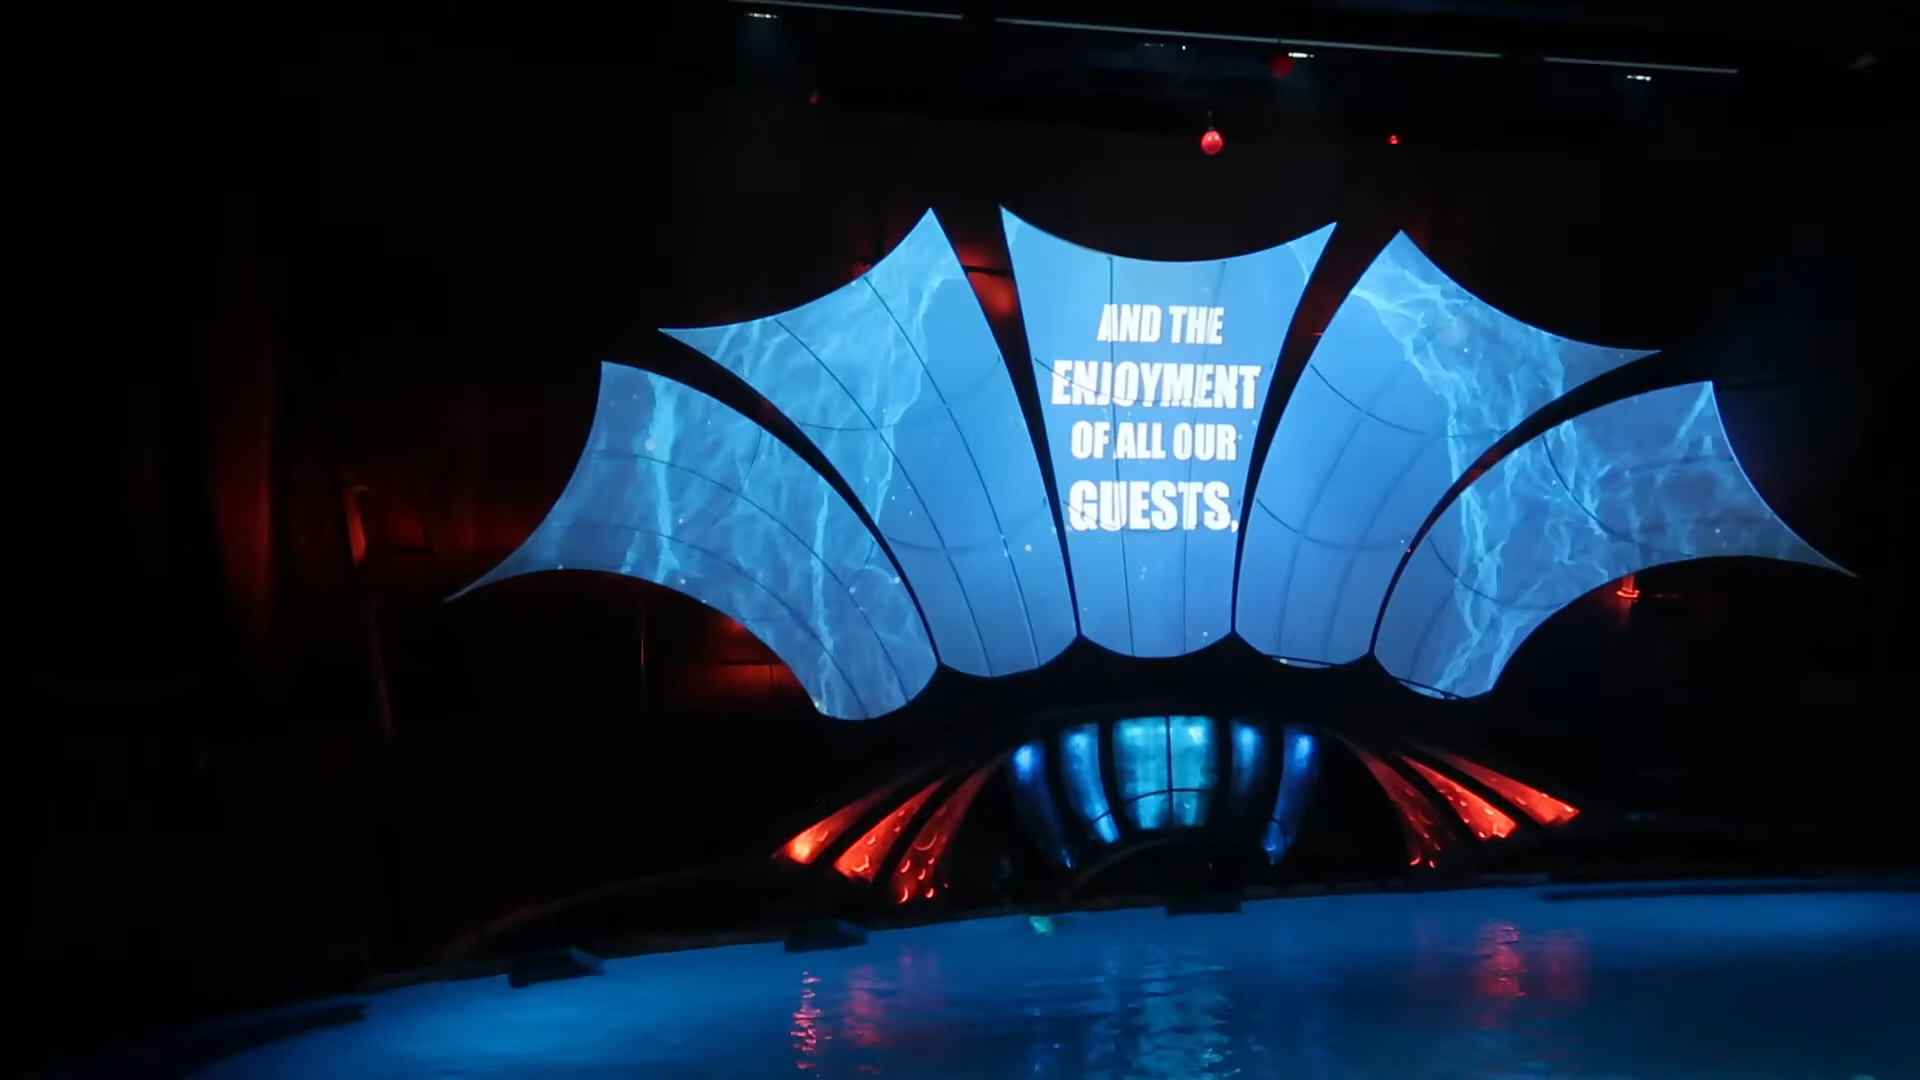 AND THE
ENJOYMENT
OF ALL OUR
GUESTS,